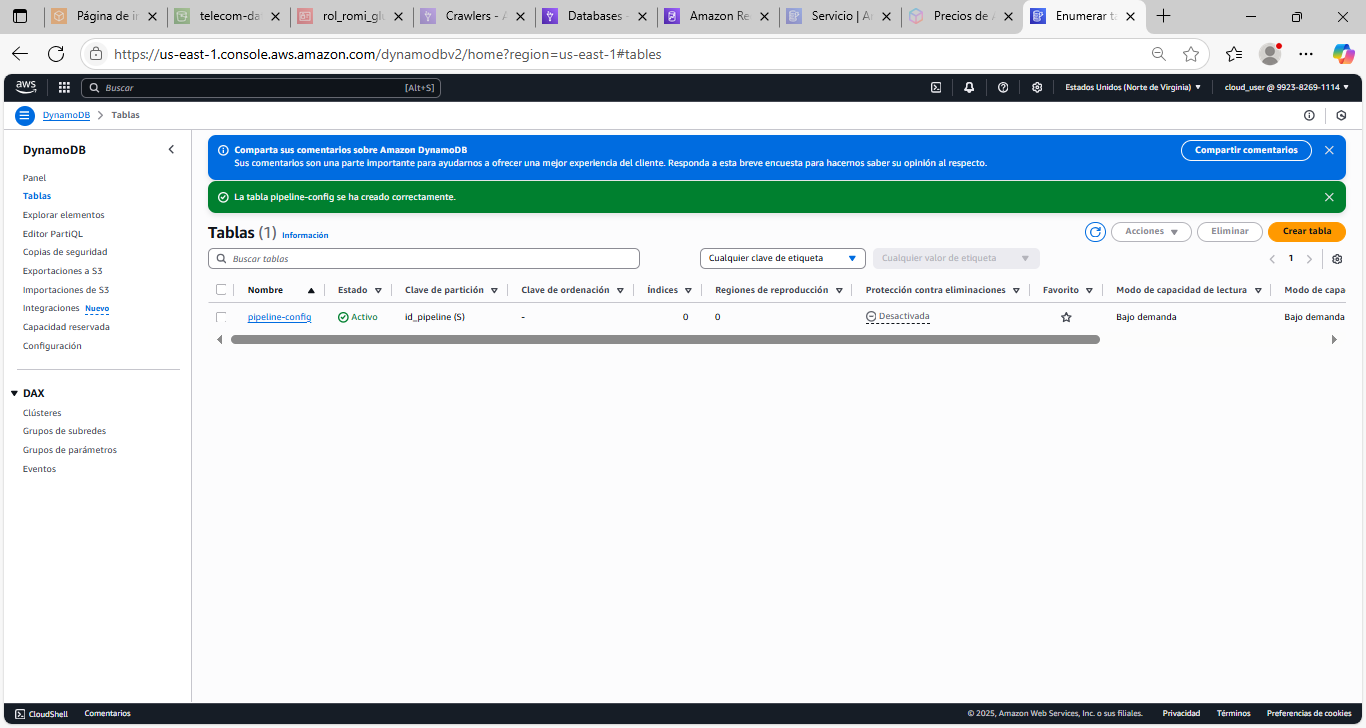 Página de in
telecom-da
rol_romi_glu
Crawlers - A
Databases -
Amazon Re
Servicio | A
Precios de A
Enumerar ta
https://us-east-1.console.aws.amazon.com/dynamodbv2/home?region=us-east-1#tables
aws
Buscar
[Alt+S]
Estados Unidos (Norte de Virginia)
cloud_user @ 9923-8269-1114
DynamoDB
Tablas
DynamoDB
Panel
Tablas
Explorar elementos
Editor PartiQL
Copias de seguridad
Exportaciones a S3
Importaciones de S3
Integraciones Nuevo
Capacidad reservada
Configuración
DAX
Clústeres
Grupos de subredes
Grupos de parámetros
Eventos
Comparta sus comentarios sobre Amazon DynamoDB
Sus comentarios son una parte importante para ayudarnos a ofrecer una mejor experiencia del cliente. Responda a esta breve encuesta para hacernos saber su opinión al respecto.
Compartir comentarios
La tabla pipeline-config se ha creado correctamente.
Tablas (1) Información
Acciones
Eliminar
Crear tabla
Buscar tablas
Cualquier clave de etiqueta
Cualquier valor de etiqueta
1
Nombre Estado Clave de partición Clave de ordenación Índices Regiones de reproducción Protección contra eliminaciones Favorito Modo de capacidad de lectura Modo de capa
pipeline-config Activo id_pipeline (S) - 0 0 Desactivada Bajo demanda Bajo demanda
CloudShell Comentarios © 2025, Amazon Web Services, Inc. o sus filiales. Privacidad Términos Preferencias de cookies